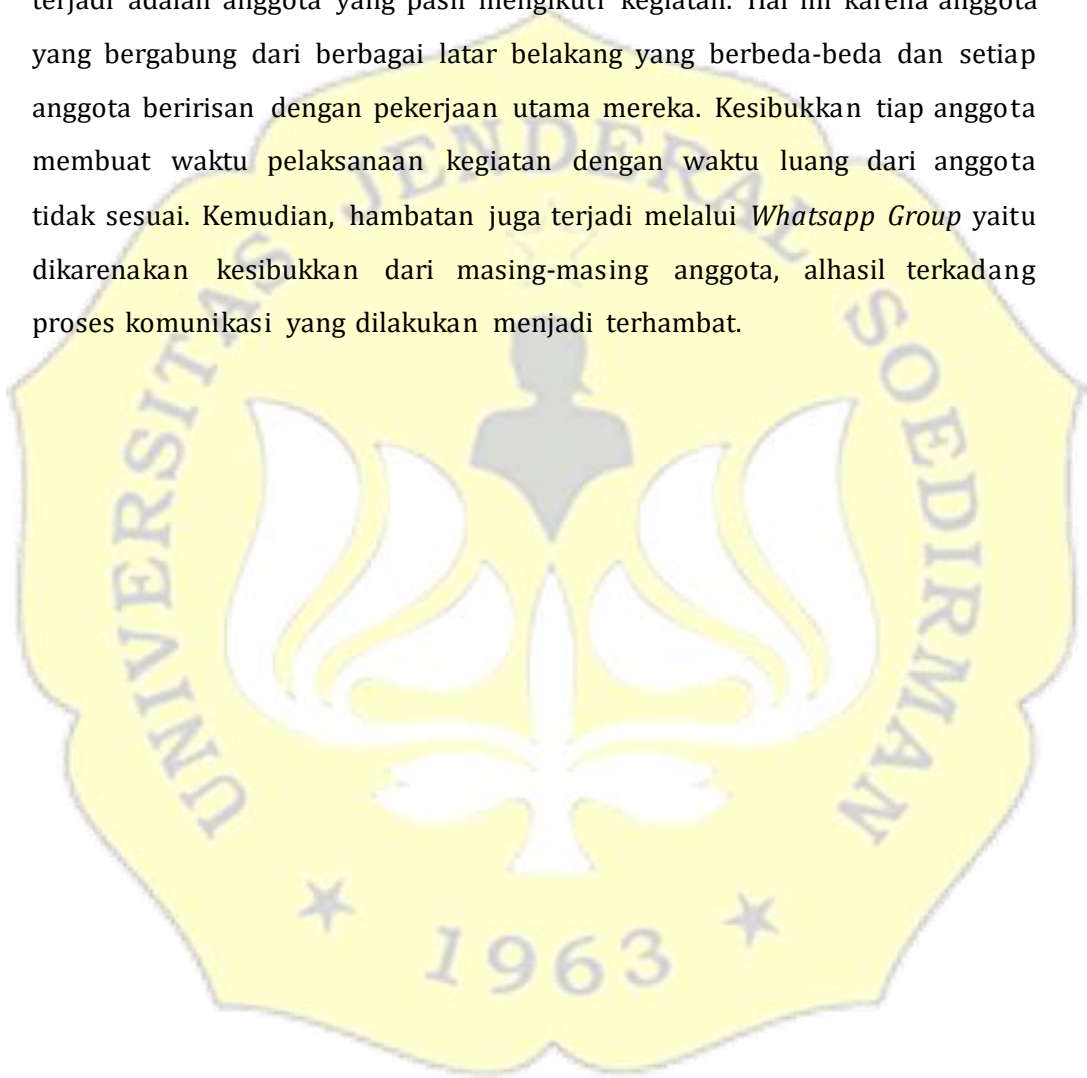 terjadi adalah anggota yang pasif mengikuti kegiatan. Hal ini karena anggota
yang bergabung dari berbagai latar belakang yang berbeda-beda dan setiap
anggota beririsan dengan pekerjaan utama mereka. Kesibukkan tiap anggota
membuat waktu pelaksanaan kegiatan dengan waktu luang dari anggota
tidak sesuai. Kemudian, hambatan juga terjadi melalui Whatsapp Group yaitu
dikarenakan kesibukkan dari masing-masing anggota, alhasil terkadang
proses komunikasi yang dilakukan menjadi terhambat.
UNIVERSITAS JENDERAL SOEDIRMAN
1963